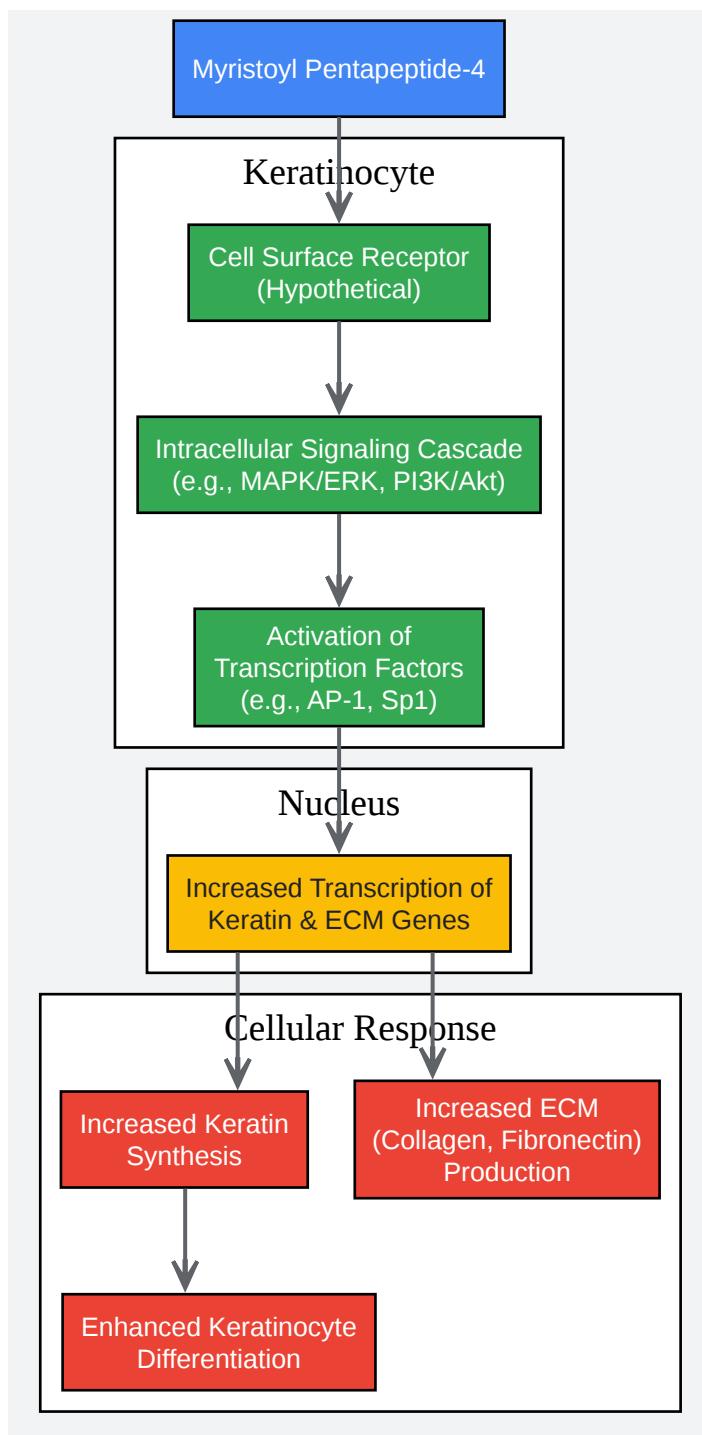 Myristoyl Pentapeptide-4
Keratinocyte
Cell Surface Receptor
(Hypothetical)
Intracellular Signaling Cascade
(e.g., MAPK/ERK, PI3K/Akt)
Activation of
Transcription Factors
(e.g., AP-1, Sp1)
Nucleus
Increased Transcription of
Keratin & ECM Genes
Cellular Response
Increased Keratin
Synthesis
Increased ECM
(Collagen, Fibronectin)
Production
Enhanced Keratinocyte
Differentiation